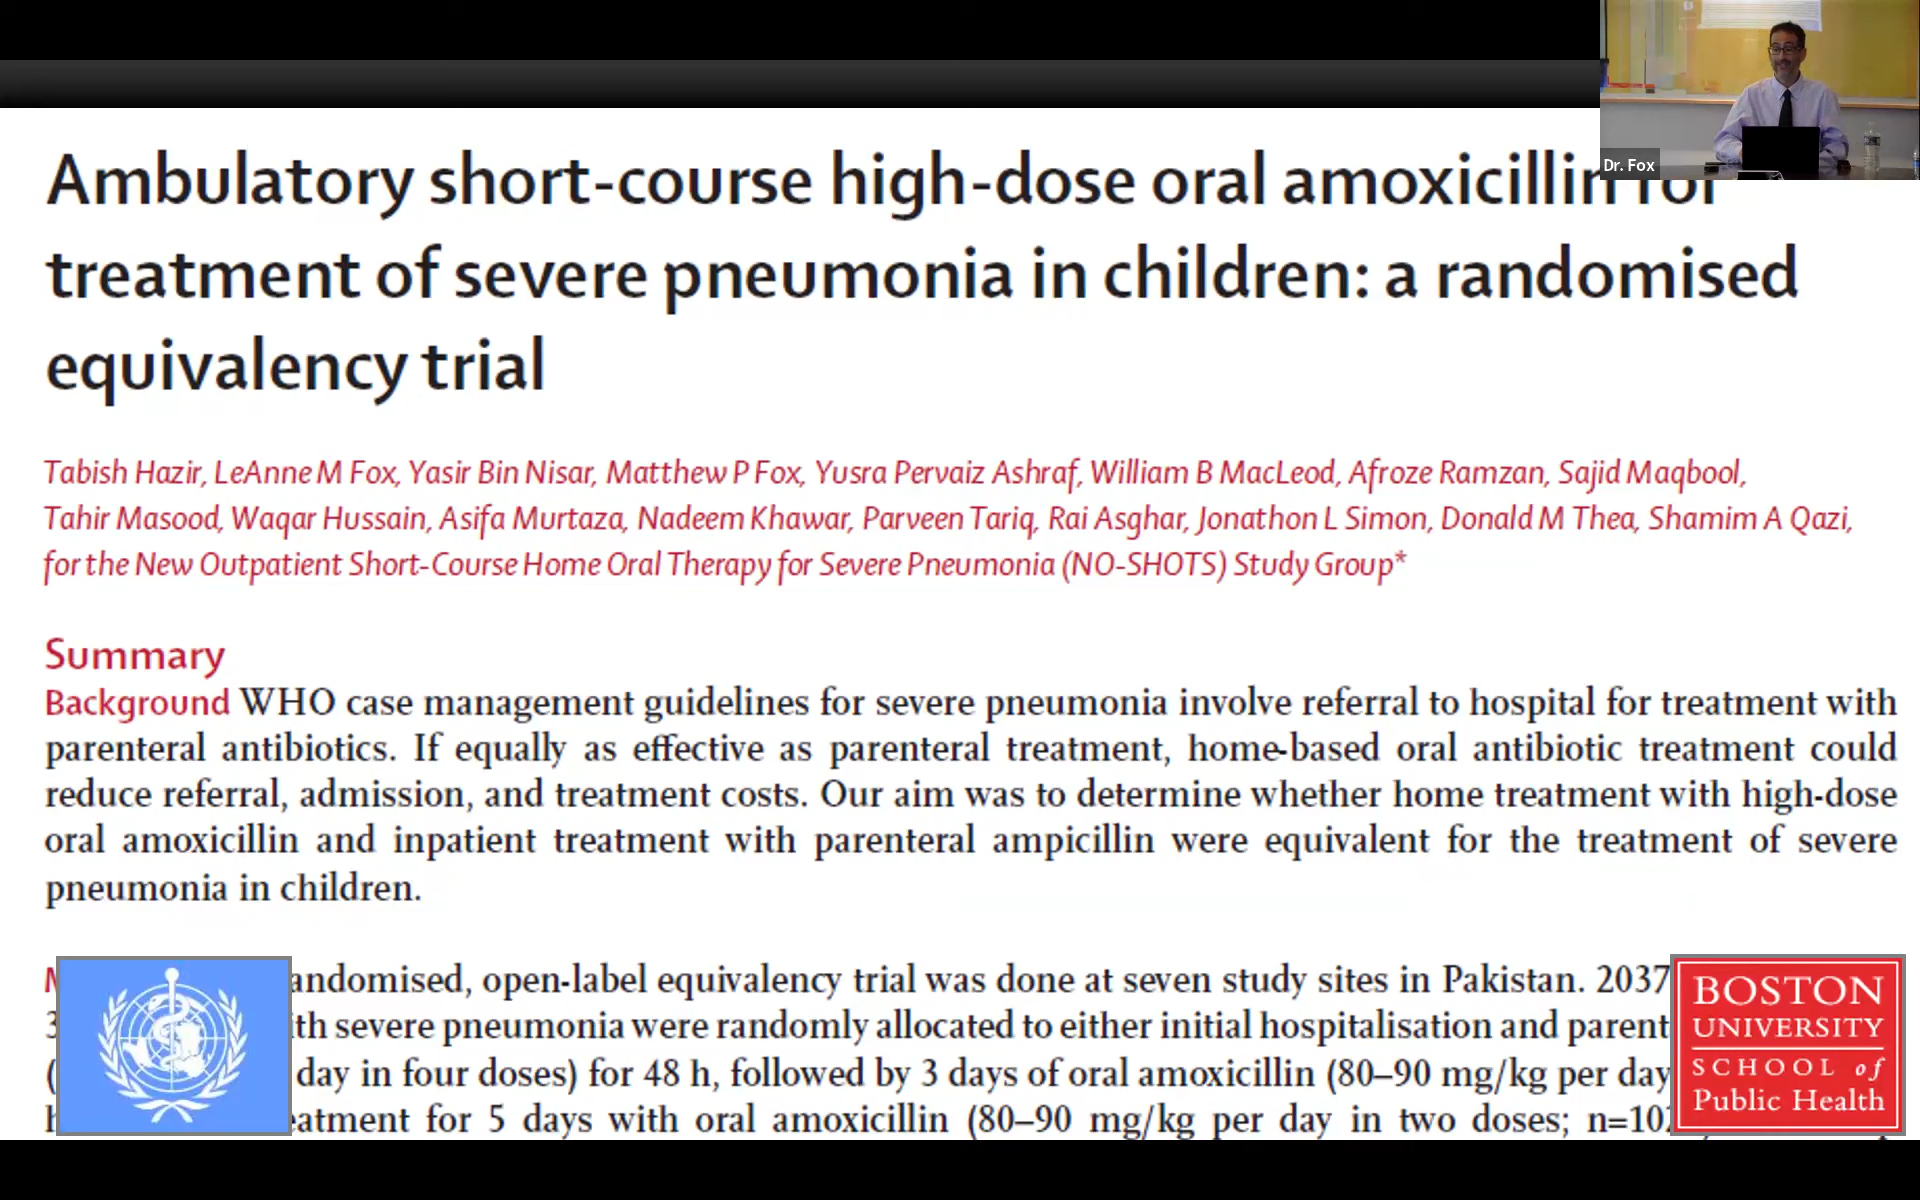 Ambulatory short-course high-dose oral amoxicillin for
Dr. Fox
treatment of severe pneumonia in children: a randomised
equivalency trial
Tabish Hazir, LeAnne M Fox, Yasir Bin Nisar, Matthew P Fox, Yusra Pervaiz Ashraf, William B MacLeod, Afroze Ramzan, Sajid Maqbool,
Tahir Masood, Waqar Hussain, Asifa Murtaza, Nadeem Khawar, Parveen Tariq, Rai Asghar, Jonathon L Simon, Donald M Thea, Shamim A Qazi,
for the New Outpatient Short-Course Home Oral Therapy for Severe Pneumonia (NO-SHOTS) Study Group*
Summary
Background WHO case management guidelines for severe pneumonia involve referral to hospital for treatment with
parenteral antibiotics. If equally as effective as parenteral treatment, home-based oral antibiotic treatment could
reduce referral, admission, and treatment costs. Our aim was to determine whether home treatment with high-dose
oral amoxicillin and inpatient treatment with parenteral ampicillin were equivalent for the treatment of severe
pneumonia in children.
andomised, open-label equivalency trial was done at seven study sites in Pakistan. 2037
3 th severe pneumonia were randomly allocated to either initial hospitalisation and parent
( day in four doses) for 48 h, followed by 3 days of oral amoxicillin (80–90 mg/kg per day
eatment for 5 days with oral amoxicillin (80–90 mg/kg per day in two doses; n=10
BOSTON
UNIVERSITY
SCHOOL of
Public Health